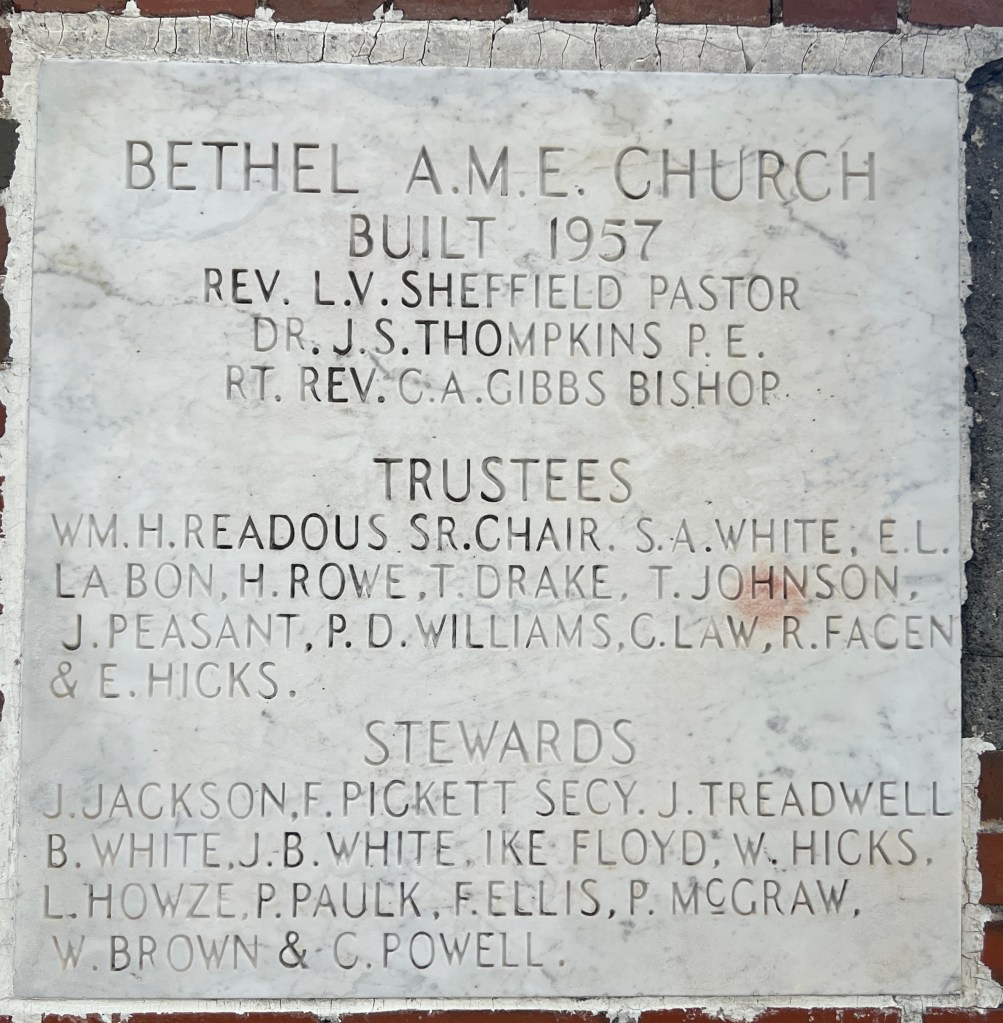 BETHEL A.M.E. CHURCH
BUILT 1957
REV. L.V. SHEFFIELD PASTOR
DR. J.S. THOMPKINS P.E.
RT. REV. C.A. GIBBS BISHOP.
TRUSTEES
WM. H. READOUS SR. CHAIR. S.A. WHITE, E.L.
LA BON, H. ROWE, T. DRAKE, T. JOHNSON,
J. PEASANT, P.D. WILLIAMS, C. LAW, R. FACEN
& E. HICKS.
STEWARDS
J. JACKSON, F. PICKETT SECY. J. TREADWELL
B. WHITE, J.B. WHITE, IKE FLOYD, W. HICKS,
L. HOWZE, P. PAULK, F. ELLIS, P. McGRAW,
W. BROWN & C. POWELL.